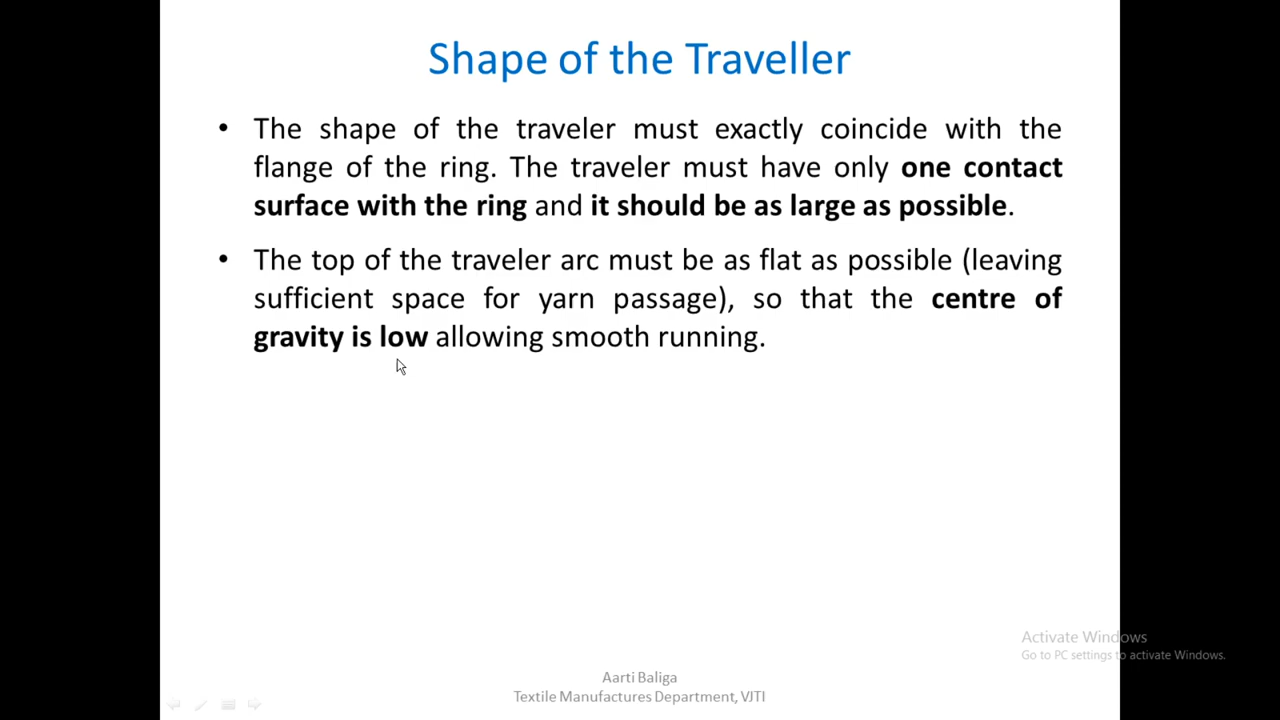 Shape of the Traveller
• The shape of the traveler must exactly coincide with the
flange of the ring. The traveler must have only one contact
surface with the ring and it should be as large as possible.
• The top of the traveler arc must be as flat as possible (leaving
sufficient space for yarn passage), so that the centre of
gravity is low allowing smooth running.
Activate Windows
Go to PC settings to activate Windows.
Aarti Baliga
Textile Manufactures Department, VJTI